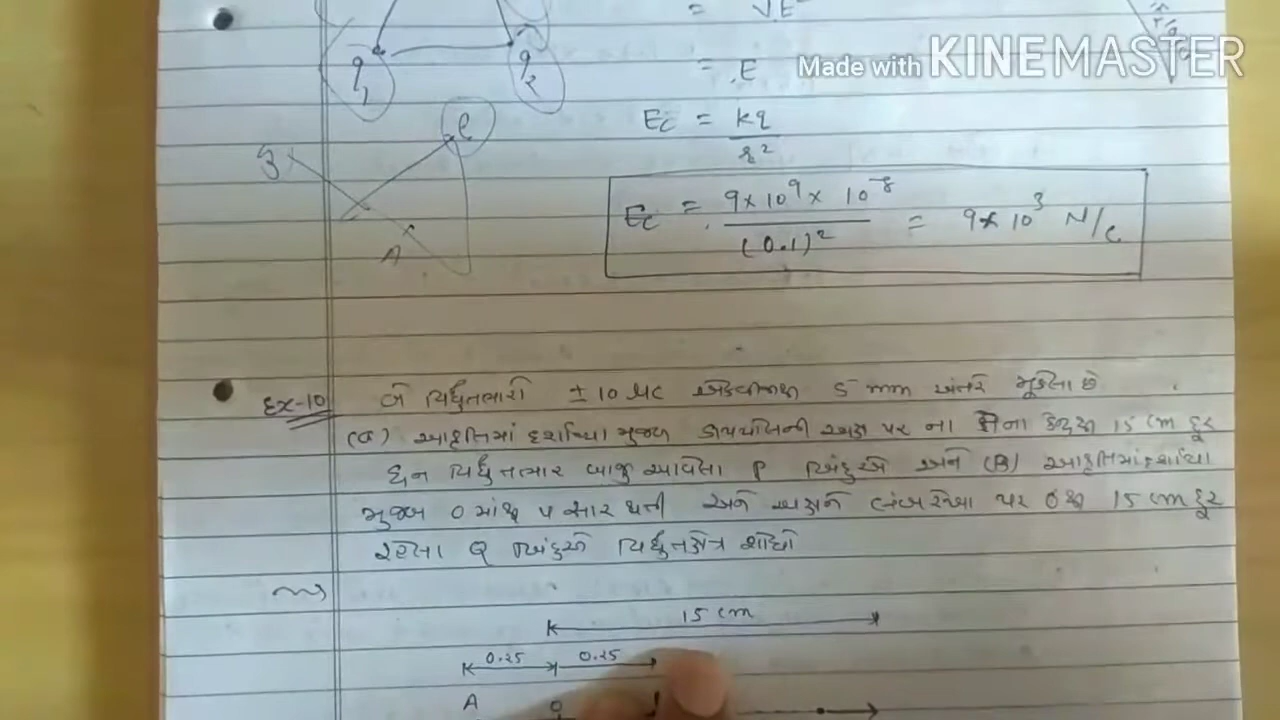 = √E²
Made with KINEMASTER
q₁
q₂
= E
C
Ec = kq
r²
B
Ec = 9×10⁹ × 10⁻⁸ = 9×10³ N/C
(0.1)²
A
Ex-10 બે વિદ્યુતભારો ±10 μC એકબીજાથી 5 mm અંતરે મૂકેલા છે
(a) આકૃતિમાં દર્શાવ્યા મુજબ ડાયપોલની અક્ષ પર ના તેના કેન્દ્રથી 15 cm દૂર
ધન વિદ્યુતભાર બાજુ આવેલા P બિંદુએ અને (B) આકૃતિમાં દર્શાવ્યા
મુજબ O માંથી પસાર થતી અને અક્ષને લંબરેખા પર O થી 15 cm દૂર
રહેલા Q બિંદુએ વિદ્યુતક્ષેત્ર શોધો
15 cm
0.25 0.25
A